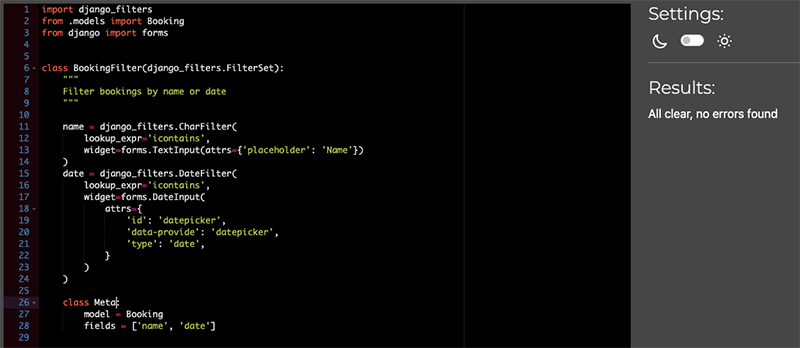 1 import django_filters
2 from .models import Booking
3 from django import forms
4
5
6 class BookingFilter(django_filters.FilterSet):
7     """
8     Filter bookings by name or date
9     """
10
11     name = django_filters.CharFilter(
12         lookup_expr='icontains',
13         widget=forms.TextInput(attrs={'placeholder': 'Name'})
14     )
15     date = django_filters.DateFilter(
16         lookup_expr='icontains',
17         widget=forms.DateInput(
18             attrs={
19                 'id': 'datepicker',
20                 'data-provide': 'datepicker',
21                 'type': 'date',
22             }
23         )
24     )
25
26     class Meta:
27         model = Booking
28         fields = ['name', 'date']
29
Settings:
Results:
All clear, no errors found